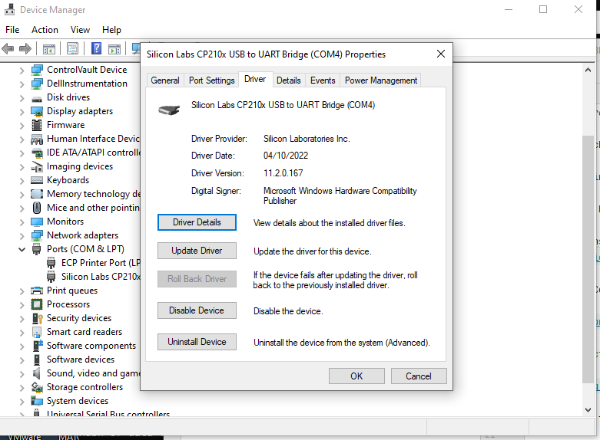 Device Manager
File Action View Help
ControlVault Device
DellInstrumentation
Disk drives
Display adapters
Firmware
Human Interface Devic
IDE ATA/ATAPI controlle
Imaging devices
Keyboards
Memory technology de
Mice and other pointin
Monitors
Network adapters
Ports (COM & LPT)
ECP Printer Port (LP
Silicon Labs CP210x
Print queues
Processors
Security devices
Smart card readers
Software components
Software devices
Sound, video and game
Storage controllers
System devices
Universal Serial Bus controllers
Silicon Labs CP210x USB to UART Bridge (COM4) Properties
General Port Settings Driver Details Events Power Management
Silicon Labs CP210x USB to UART Bridge (COM4)
Driver Provider: Silicon Laboratories Inc.
Driver Date: 04/10/2022
Driver Version: 11.2.0.167
Digital Signer: Microsoft Windows Hardware Compatibility
Publisher
Driver Details View details about the installed driver files.
Update Driver Update the driver for this device.
Roll Back Driver If the device fails after updating the driver, roll
back to the previously installed driver.
Disable Device Disable the device.
Uninstall Device Uninstall the device from the system (Advanced).
OK Cancel
VMware